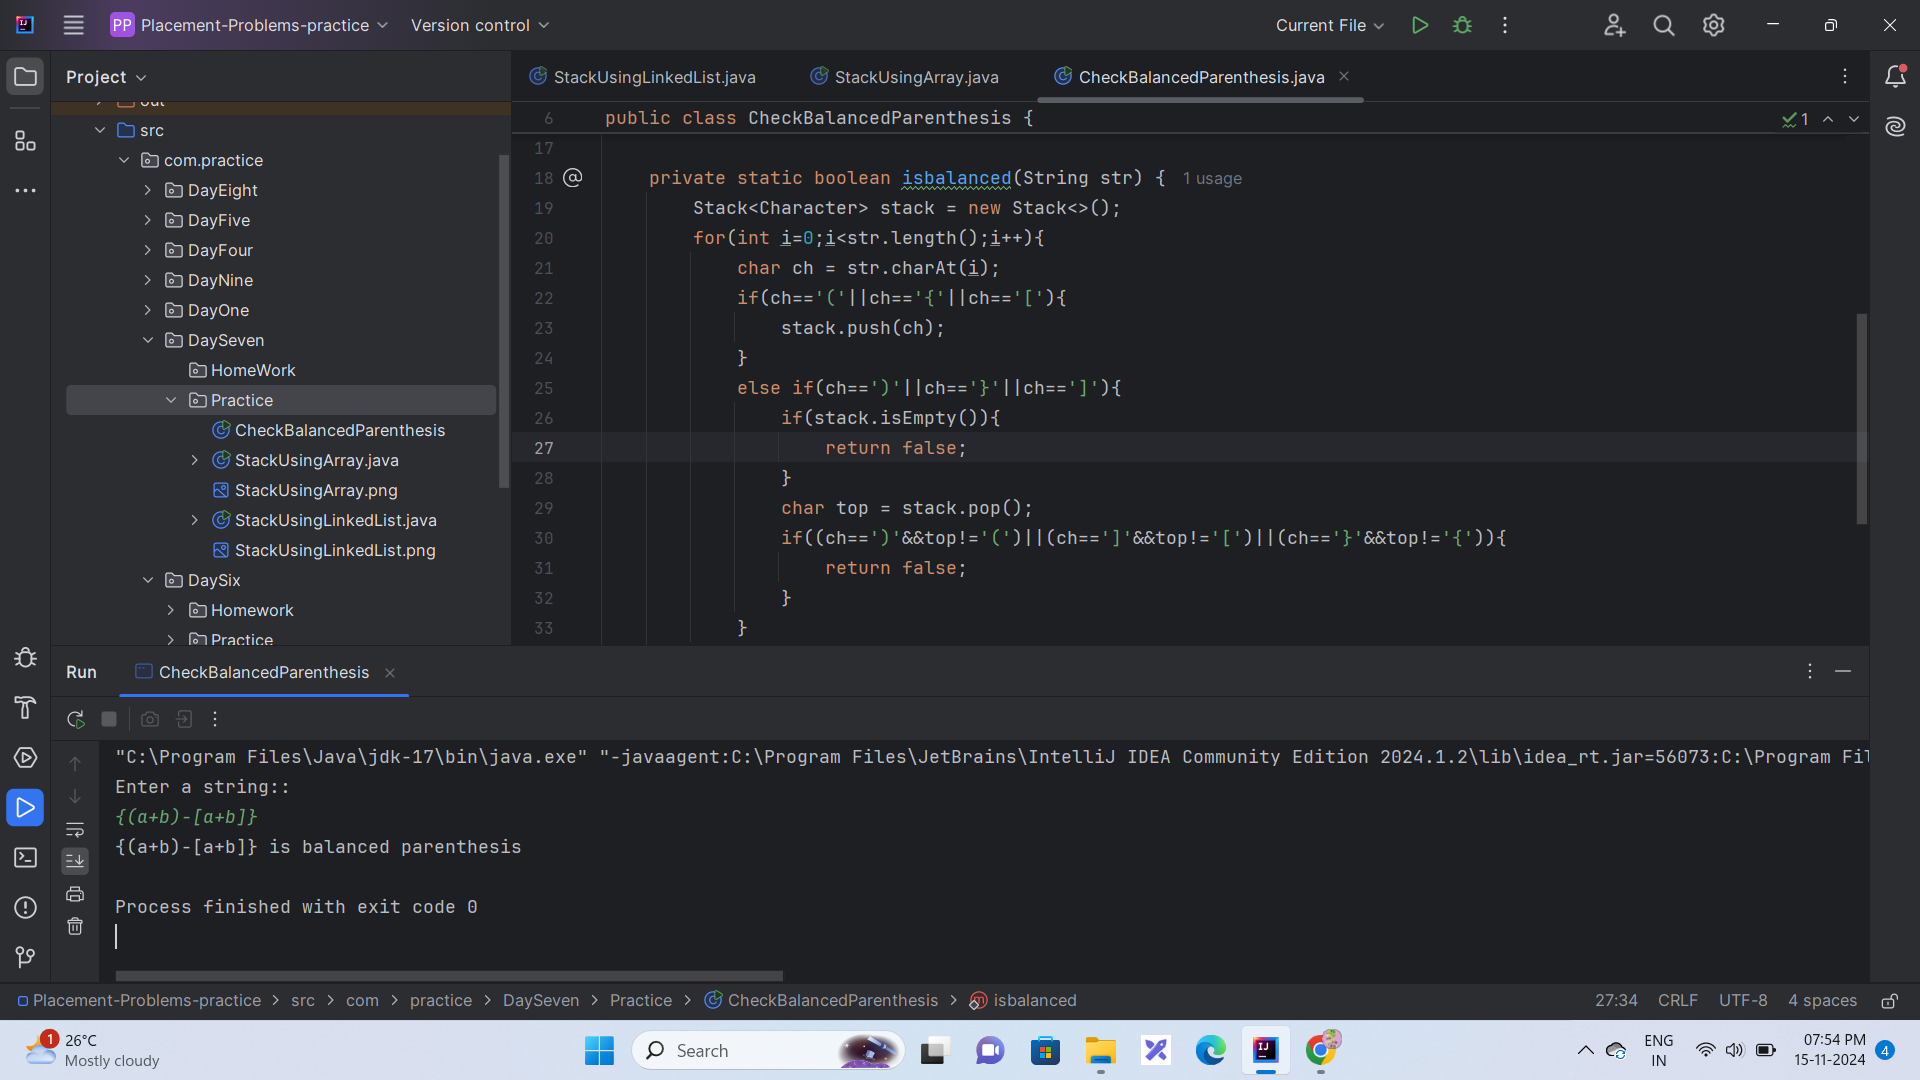 PP Placement-Problems-practice Version control Current File
Project
out
src
com.practice
DayEight
DayFive
DayFour
DayNine
DayOne
DaySeven
HomeWork
Practice
CheckBalancedParenthesis
StackUsingArray.java
StackUsingArray.png
StackUsingLinkedList.java
StackUsingLinkedList.png
DaySix
Homework
Practice
StackUsingLinkedList.java StackUsingArray.java CheckBalancedParenthesis.java
6 public class CheckBalancedParenthesis { 1
17
18 @ private static boolean isbalanced(String str) { 1 usage
19 Stack<Character> stack = new Stack<>();
20 for(int i=0;i<str.length();i++){
21 char ch = str.charAt(i);
22 if(ch=='('||ch=='{'||ch=='['){
23 stack.push(ch);
24 }
25 else if(ch==')'||ch=='}'||ch==']'){
26 if(stack.isEmpty()){
27 return false;
28 }
29 char top = stack.pop();
30 if((ch==')'&&top!='(')||(ch==']'&&top!='[')||(ch=='}'&&top!='{')){
31 return false;
32 }
33 }
Run CheckBalancedParenthesis
"C:\Program Files\Java\jdk-17\bin\java.exe" "-javaagent:C:\Program Files\JetBrains\IntelliJ IDEA Community Edition 2024.1.2\lib\idea_rt.jar=56073:C:\Program Fil
Enter a string::
{(a+b)-[a+b]}
{(a+b)-[a+b]} is balanced parenthesis
Process finished with exit code 0
Placement-Problems-practice > src > com > practice > DaySeven > Practice > CheckBalancedParenthesis > isbalanced 27:34 CRLF UTF-8 4 spaces
1 26°C
Mostly cloudy
Search
ENG
IN
07:54 PM
15-11-2024
4